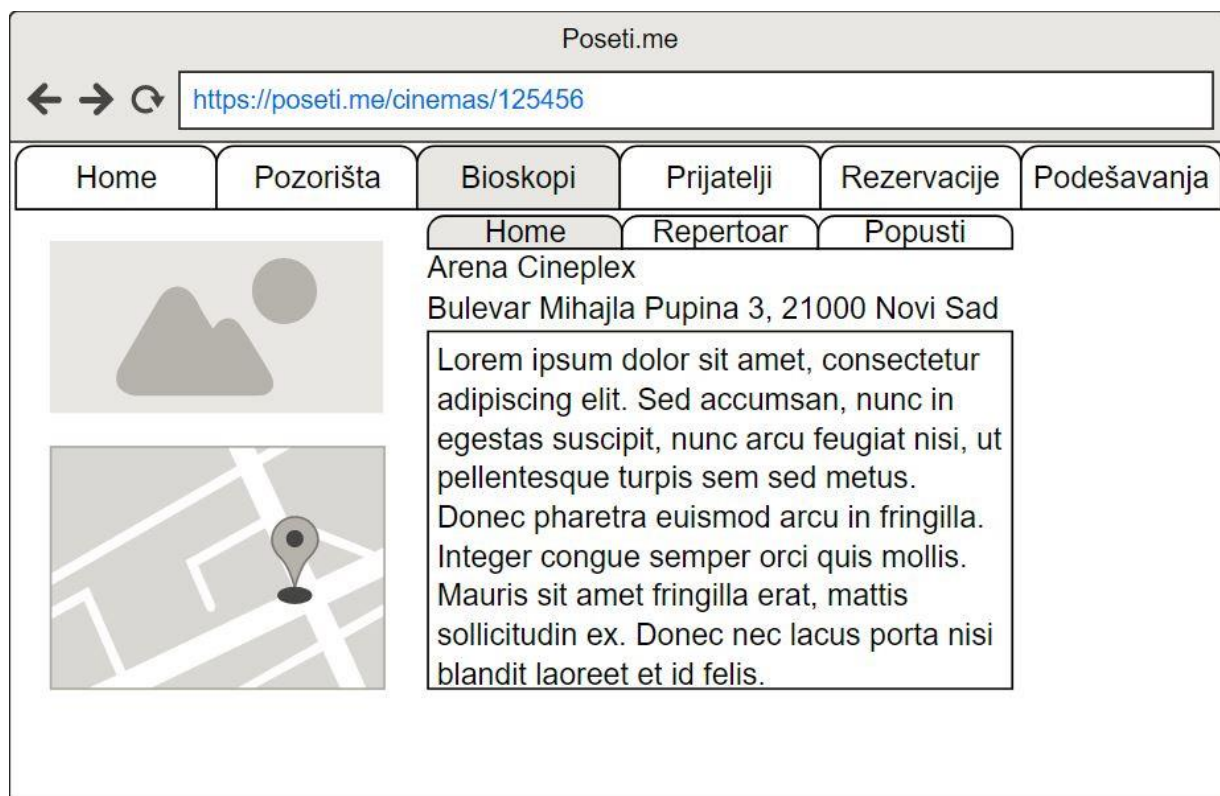 Poseti.me
https://poseti.me/cinemas/125456
Home Pozorišta Bioskopi Prijatelji Rezervacije Podešavanja
Home Repertoar Popusti
Arena Cineplex
Bulevar Mihajla Pupina 3, 21000 Novi Sad
Lorem ipsum dolor sit amet, consectetur
adipiscing elit. Sed accumsan, nunc in
egestas suscipit, nunc arcu feugiat nisi, ut
pellentesque turpis sem sed metus.
Donec pharetra euismod arcu in fringilla.
Integer congue semper orci quis mollis.
Mauris sit amet fringilla erat, mattis
sollicitudin ex. Donec nec lacus porta nisi
blandit laoreet et id felis.